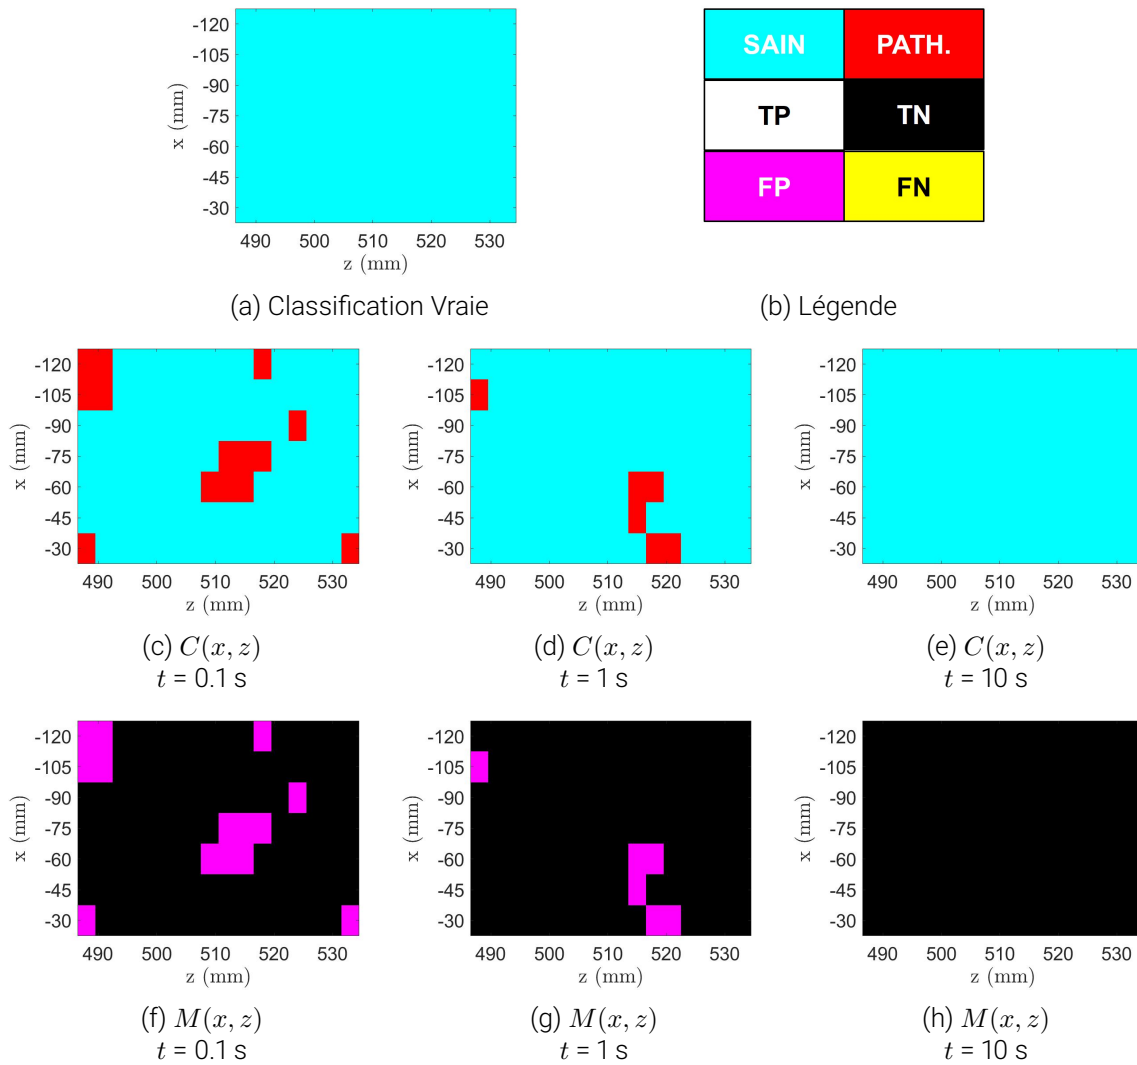 -120
-105
-90
-75
-60
-45
-30
x (mm)
490 500 510 520 530
z (mm)
(a) Classification Vraie
SAIN PATH.
TP TN
FP FN
(b) Légende
-120
-105
-90
-75
-60
-45
-30
x (mm)
490 500 510 520 530
z (mm)
(c) C(x, z)
t = 0.1 s
-120
-105
-90
-75
-60
-45
-30
x (mm)
490 500 510 520 530
z (mm)
(d) C(x, z)
t = 1 s
-120
-105
-90
-75
-60
-45
-30
x (mm)
490 500 510 520 530
z (mm)
(e) C(x, z)
t = 10 s
-120
-105
-90
-75
-60
-45
-30
x (mm)
490 500 510 520 530
z (mm)
(f) M(x, z)
t = 0.1 s
-120
-105
-90
-75
-60
-45
-30
x (mm)
490 500 510 520 530
z (mm)
(g) M(x, z)
t = 1 s
-120
-105
-90
-75
-60
-45
-30
x (mm)
490 500 510 520 530
z (mm)
(h) M(x, z)
t = 10 s